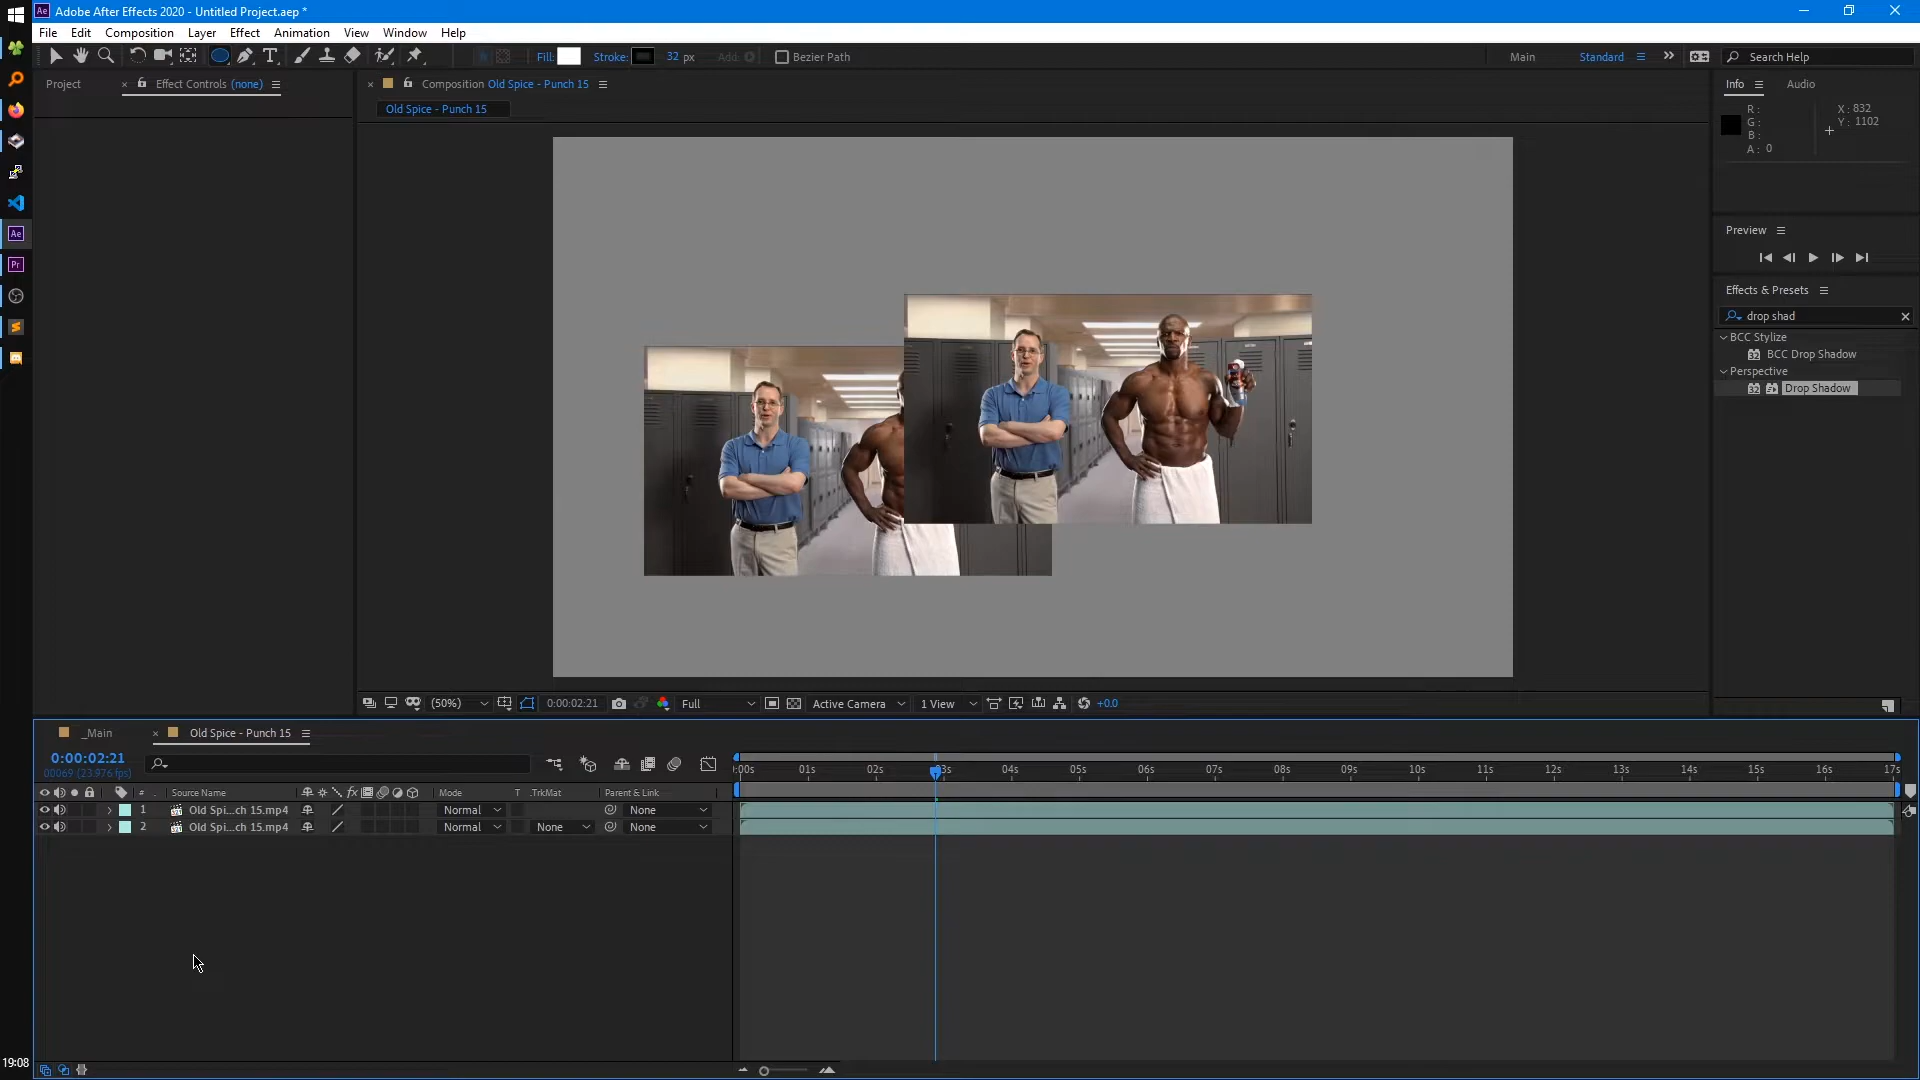 Adobe After Effects 2020 - Untitled Project.aep *
File Edit Composition Layer Effect Animation View Window Help
Fill: Stroke: 32 px Add: Bezier Path Main Standard Search Help
Project Effect Controls (none) Composition Old Spice - Punch 15 Info Audio
Old Spice - Punch 15
R :
G :
B :
A : 0
X : 832
Y : 1102
Preview
Effects & Presets
drop shad
BCC Stylize
BCC Drop Shadow
Perspective
Drop Shadow
(50%) 0:00:02:21 Full Active Camera 1 View +0.0
_Main Old Spice - Punch 15
0:00:02:21
00069 (23.976 fps)
:00s 01s 02s 03s 04s 05s 06s 07s 08s 09s 10s 11s 12s 13s 14s 15s 16s 17s
# Source Name fx Mode T .TrkMat Parent & Link
1 Old Spi...ch 15.mp4 Normal None
2 Old Spi...ch 15.mp4 Normal None None
19:08